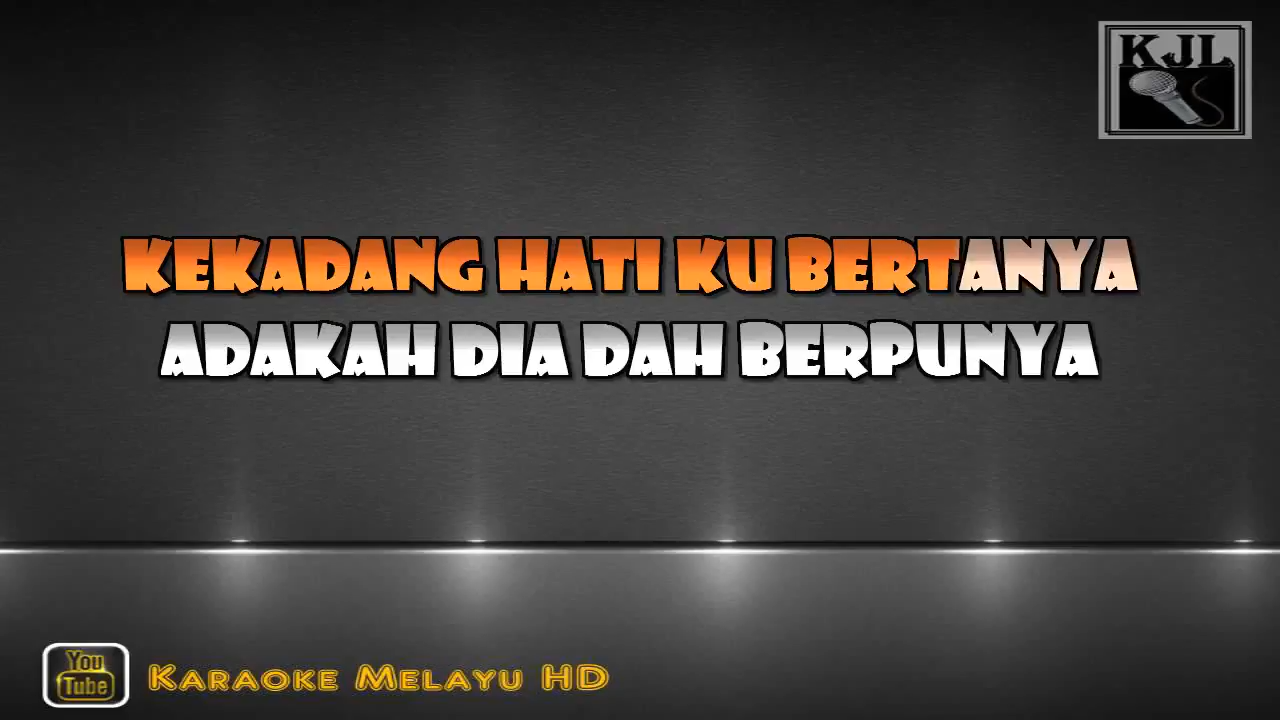 KJL
KEKADANG HATI KU BERTANYA
ADAKAH DIA DAH BERPUNYA
You
Tube
KARAOKE MELAYU HD